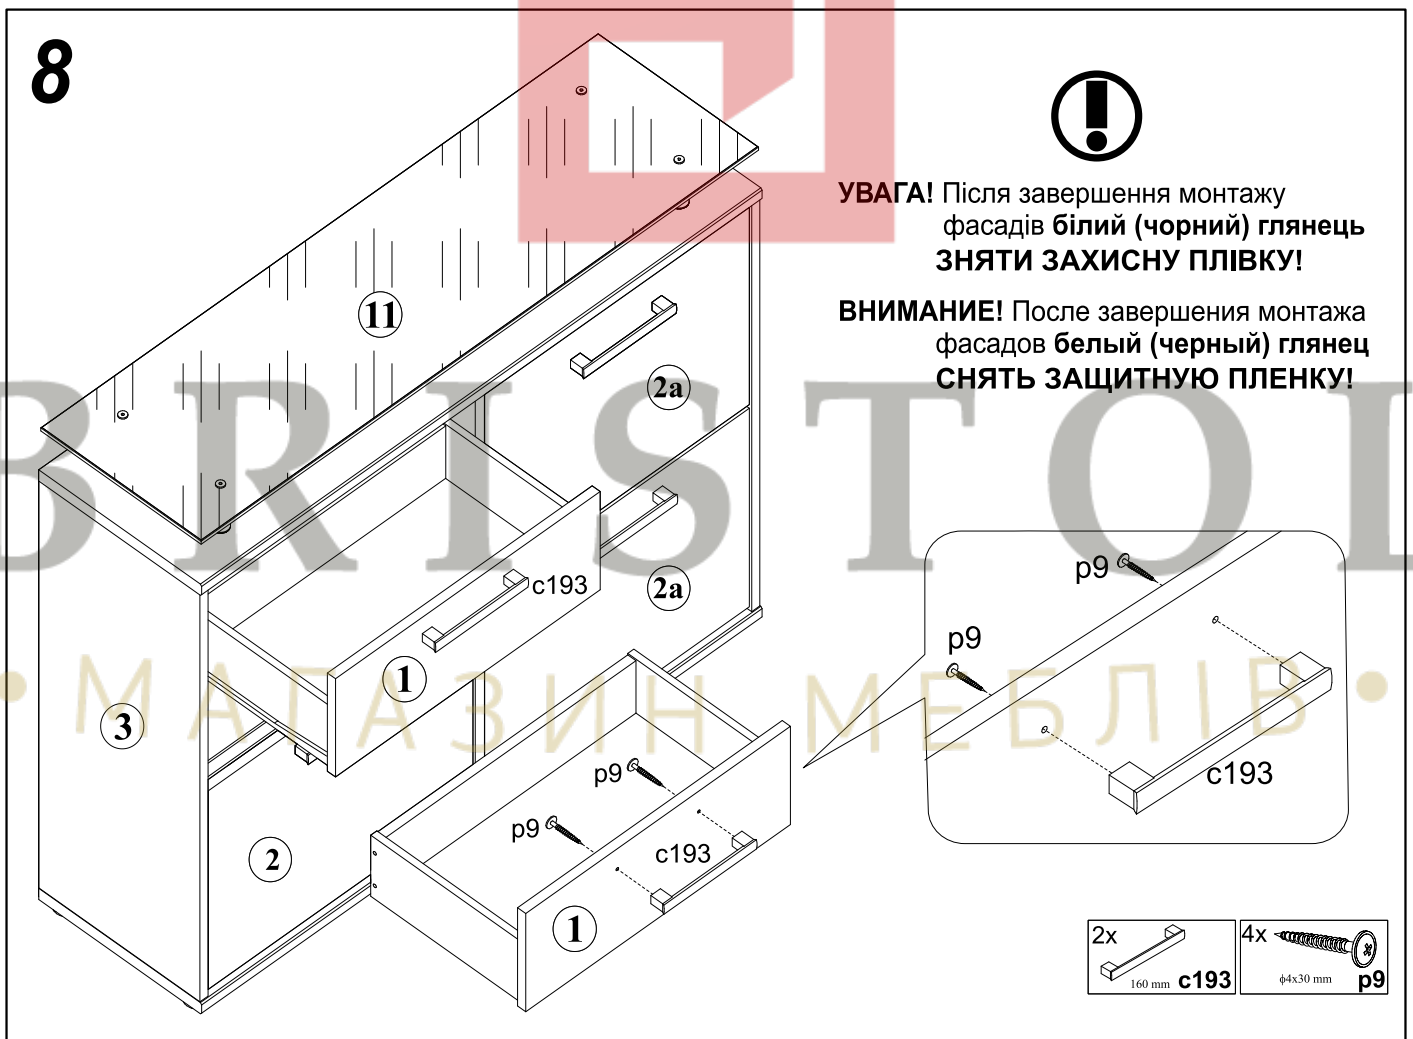 8
УВАГА! Після завершення монтажу
фасадів білий (чорний) глянець
ЗНЯТИ ЗАХИСНУ ПЛІВКУ!
ВНИМАНИЕ! После завершения монтажа
фасадов белый (черный) глянец
СНЯТЬ ЗАЩИТНУЮ ПЛЕНКУ!
11
2a
BRISTOL
c193
2a
p9
p9
1
3
МАГАЗИН МЕБЛІВ
c193
p9
p9
c193
2
1
2x
160 mm c193
4x
ϕ4x30 mm p9